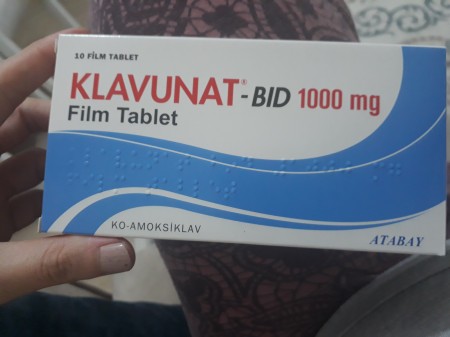 10 FİLM TABLET
KLAVUNAT®-BID 1000 mg
Film Tablet
KO-AMOKSİKLAV
ATABAY